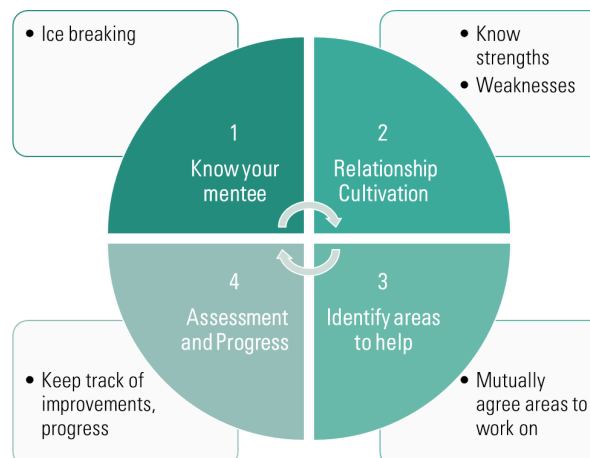 • Ice breaking
• Know
strengths
• Weaknesses
1
Know your
mentee
2
Relationship
Cultivation
4
Assessment
and Progress
3
Identify areas
to help
• Keep track of
improvements,
progress
• Mutually
agree areas to
work on